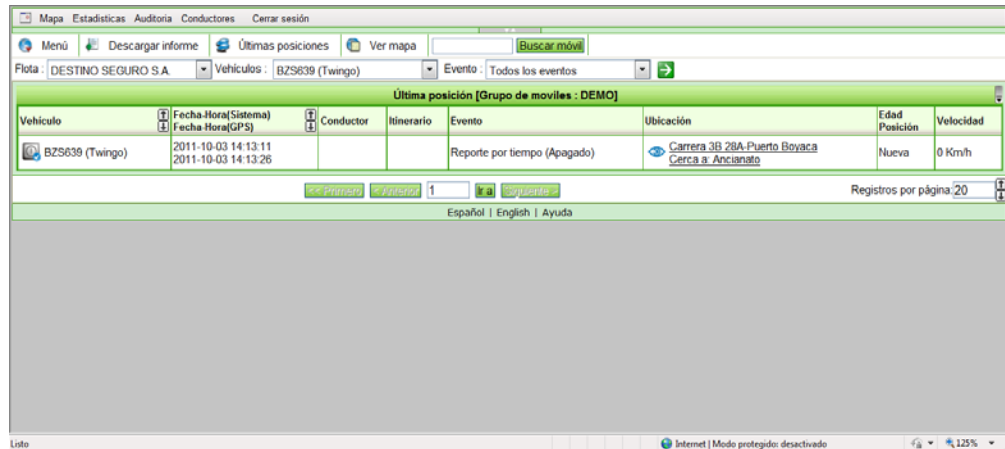 Mapa Estadisticas Auditoria Conductores Cerrar sesión
Menú Descargar informe Últimas posiciones Ver mapa Buscar móvil
Flota : DESTINO SEGURO S.A. Vehículos : BZS639 (Twingo) Evento : Todos los eventos
Última posición [Grupo de moviles : DEMO]
Vehículo Fecha-Hora(Sistema) Conductor Itinerario Evento Ubicación Edad Velocidad
Fecha-Hora(GPS) Posición
BZS639 (Twingo) 2011-10-03 14:13:11 Reporte por tiempo (Apagado) Carrera 3B 28A-Puerto Boyaca Nueva 0 Km/h
2011-10-03 14:13:26 Cerca a: Ancianato
<< Primero < Anterior 1 Ir a Siguiente > Registros por página: 20
Español | English | Ayuda
Listo Internet | Modo protegido: desactivado 125%